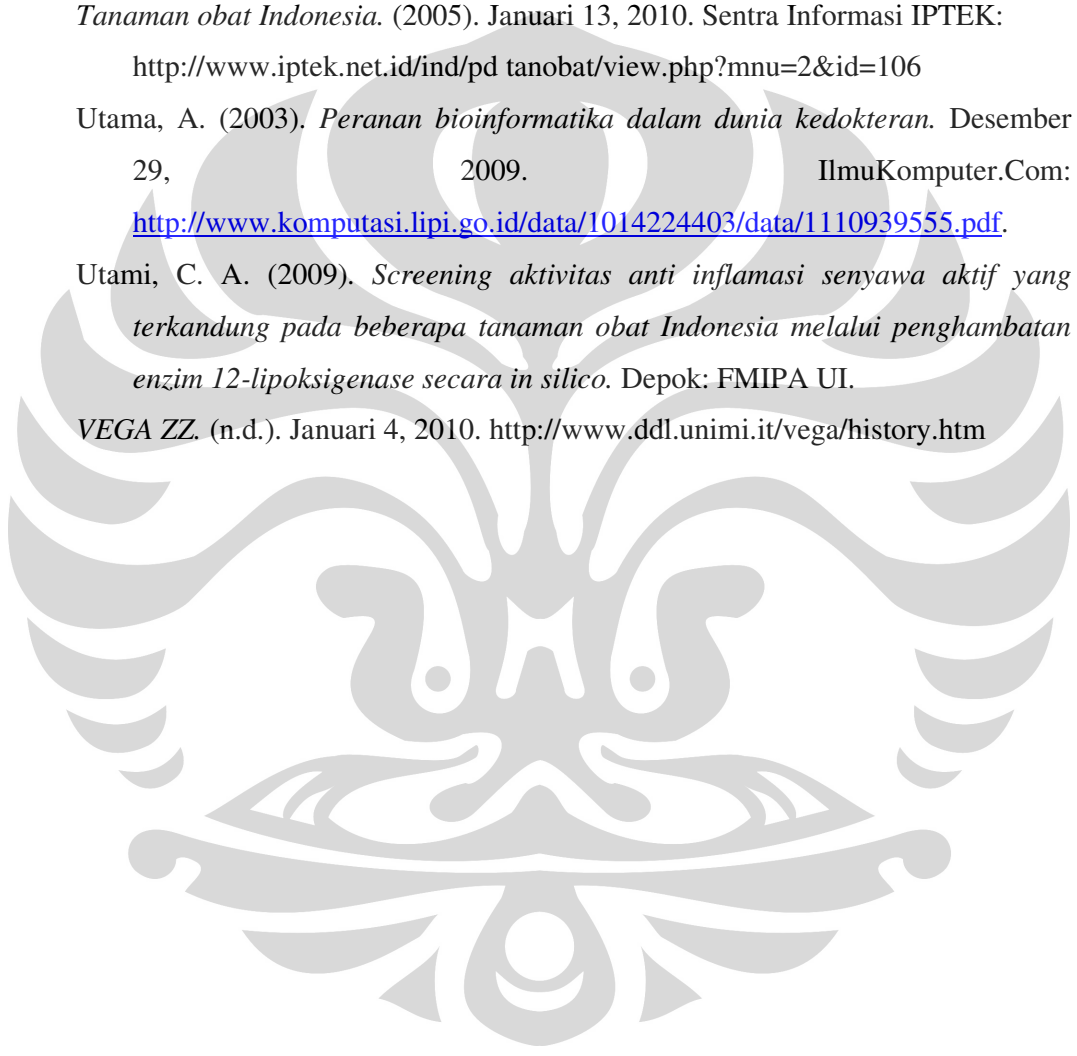 Tanaman obat Indonesia. (2005). Januari 13, 2010. Sentra Informasi IPTEK:
http://www.iptek.net.id/ind/pd tanobat/view.php?mnu=2&id=106
Utama, A. (2003). Peranan bioinformatika dalam dunia kedokteran. Desember
29, 2009. IlmuKomputer.Com:
http://www.komputasi.lipi.go.id/data/1014224403/data/1110939555.pdf.
Utami, C. A. (2009). Screening aktivitas anti inflamasi senyawa aktif yang
terkandung pada beberapa tanaman obat Indonesia melalui penghambatan
enzim 12-lipoksigenase secara in silico. Depok: FMIPA UI.
VEGA ZZ. (n.d.). Januari 4, 2010. http://www.ddl.unimi.it/vega/history.htm